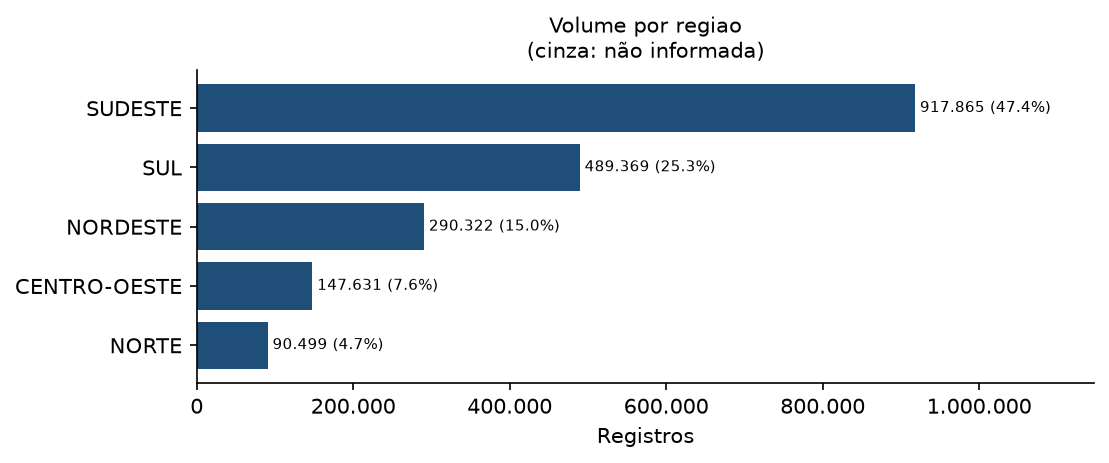 Volume por regiao
(cinza: não informada)
SUDESTE
917.865 (47.4%)
SUL
489.369 (25.3%)
NORDESTE
290.322 (15.0%)
CENTRO-OESTE
147.631 (7.6%)
NORTE
90.499 (4.7%)
0 200.000 400.000 600.000 800.000 1.000.000
Registros